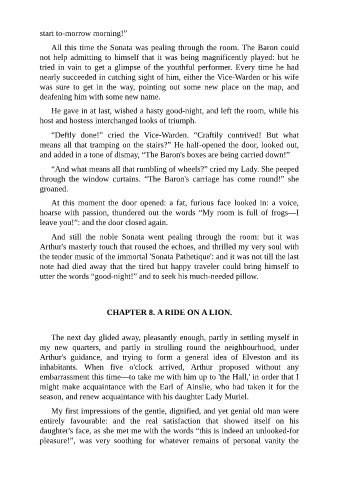 start to-morrow morning!"
All this time the Sonata was pealing through the room. The Baron could
not help admitting to himself that it was being magnificently played: but he
tried in vain to get a glimpse of the youthful performer. Every time he had
nearly succeeded in catching sight of him, either the Vice-Warden or his wife
was sure to get in the way, pointing out some new place on the map, and
deafening him with some new name.
He gave in at last, wished a hasty good-night, and left the room, while his
host and hostess interchanged looks of triumph.
"Deftly done!" cried the Vice-Warden. "Craftily contrived! But what
means all that tramping on the stairs?" He half-opened the door, looked out,
and added in a tone of dismay, "The Baron's boxes are being carried down!"
"And what means all that rumbling of wheels?" cried my Lady. She peeped
through the window curtains. "The Baron's carriage has come round!" she
groaned.
At this moment the door opened: a fat, furious face looked in: a voice,
hoarse with passion, thundered out the words "My room is full of frogs—I
leave you!": and the door closed again.
And still the noble Sonata went pealing through the room: but it was
Arthur's masterly touch that roused the echoes, and thrilled my very soul with
the tender music of the immortal 'Sonata Pathetique': and it was not till the last
note had died away that the tired but happy traveler could bring himself to
utter the words "good-night!" and to seek his much-needed pillow.
CHAPTER 8. A RIDE ON A LION.
The next day glided away, pleasantly enough, partly in settling myself in
my new quarters, and partly in strolling round the neighbourhood, under
Arthur's guidance, and trying to form a general idea of Elveston and its
inhabitants. When five o'clock arrived, Arthur proposed without any
embarrassment this time—to take me with him up to 'the Hall,' in order that I
might make acquaintance with the Earl of Ainslie, who had taken it for the
season, and renew acquaintance with his daughter Lady Muriel.
My first impressions of the gentle, dignified, and yet genial old man were
entirely favourable: and the real satisfaction that showed itself on his
daughter's face, as she met me with the words "this is indeed an unlooked-for
pleasure!", was very soothing for whatever remains of personal vanity the